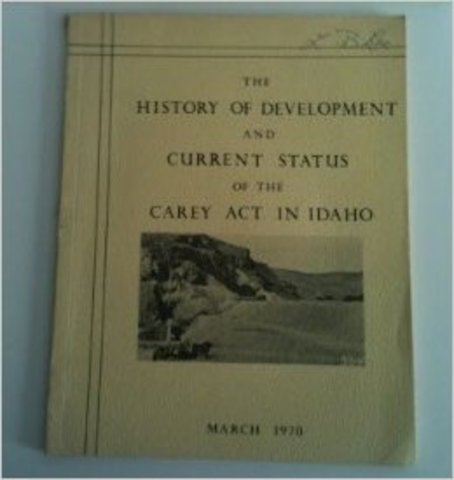 THE
HISTORY OF DEVELOPMENT
AND
CURRENT STATUS
OF THE
CAREY ACT IN IDAHO
MARCH 1970